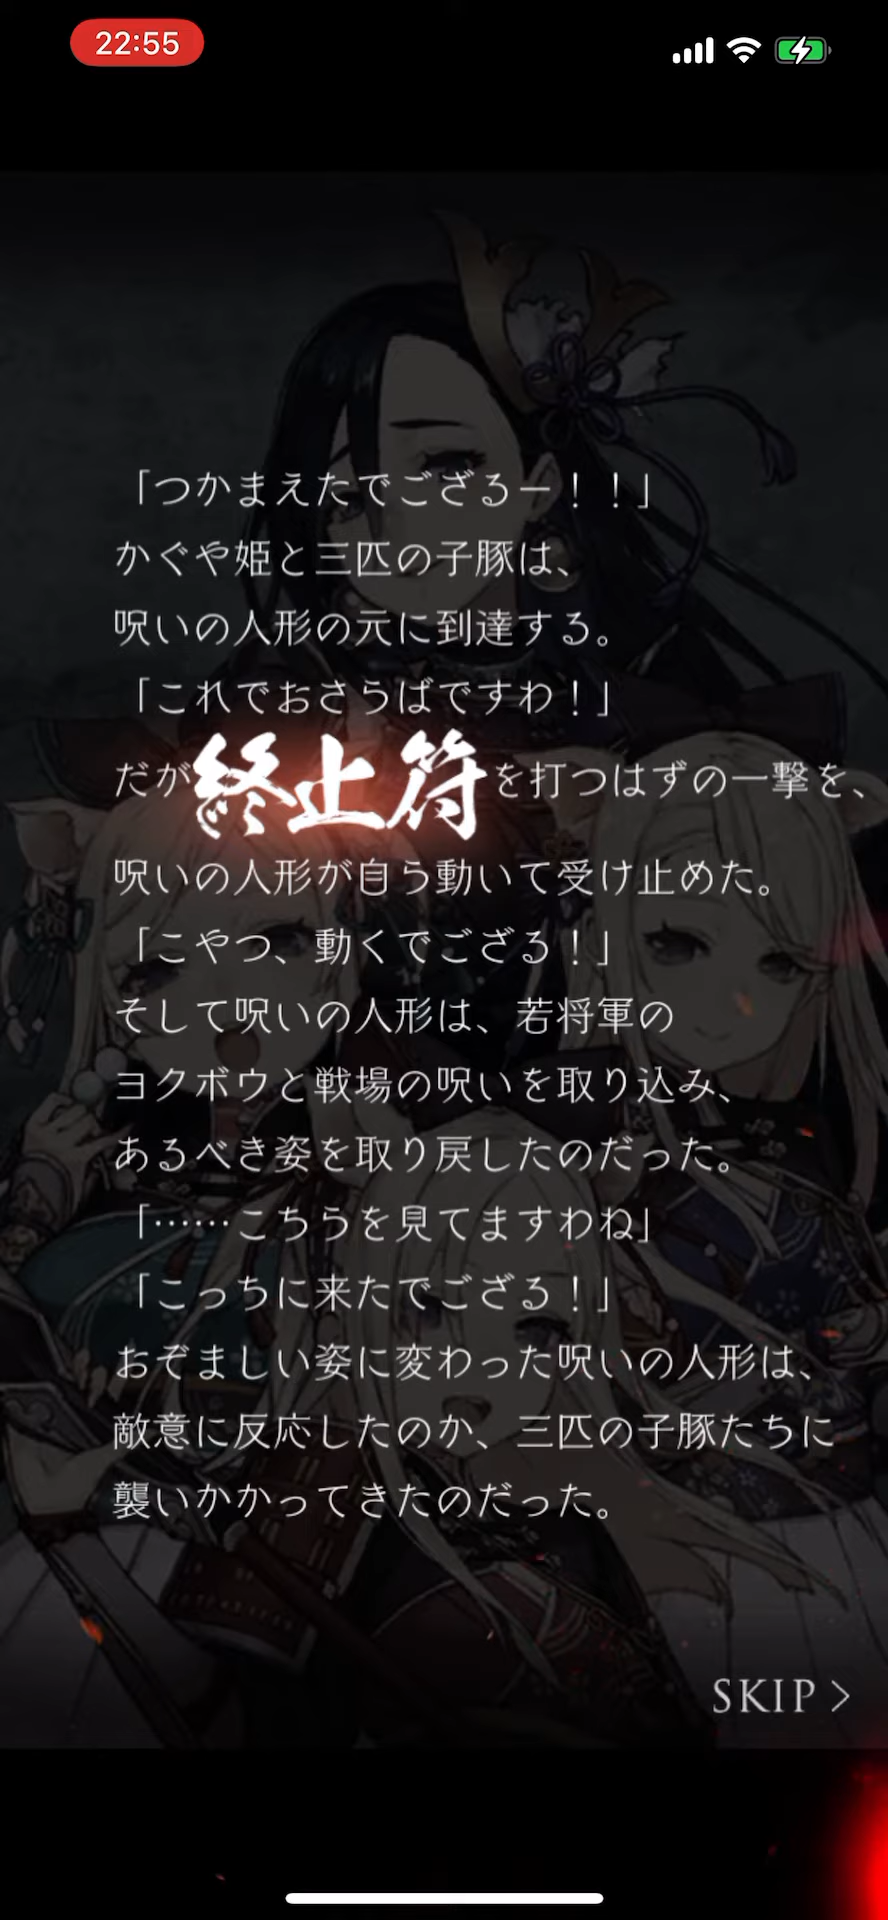 22:55
「つかまえたでござるー！！」
かぐや姫と三匹の子豚は、
呪いの人形の元に到達する。
「これでおさらばですわ！」
だが終止符を打つはずの一撃を、
呪いの人形が自ら動いて受け止めた。
「こやつ、動くでござる！」
そして呪いの人形は、若将軍の
ヨクボウと戦場の呪いを取り込み、
あるべき姿を取り戻したのだった。
「……こちらを見てますわね」
「こっちに来たでござる！」
おぞましい姿に変わった呪いの人形は、
敵意に反応したのか、三匹の子豚たちに
襲いかかってきたのだった。
SKIP >